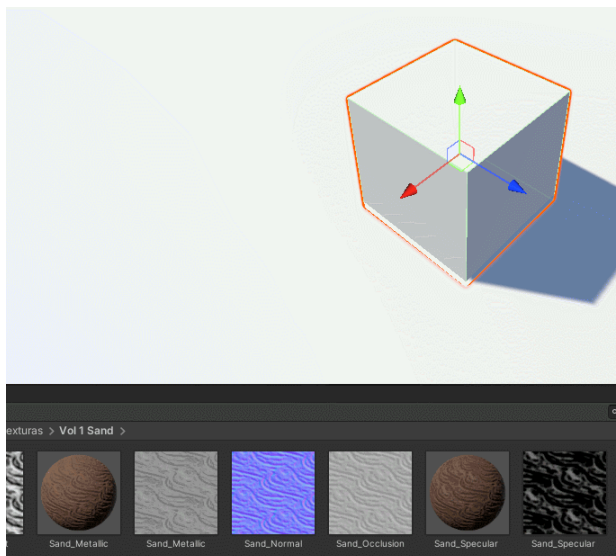 exturas > Vol 1 Sand >
t
Sand_Metallic
Sand_Metallic
Sand_Normal
Sand_Occlusion
Sand_Specular
Sand_Specular